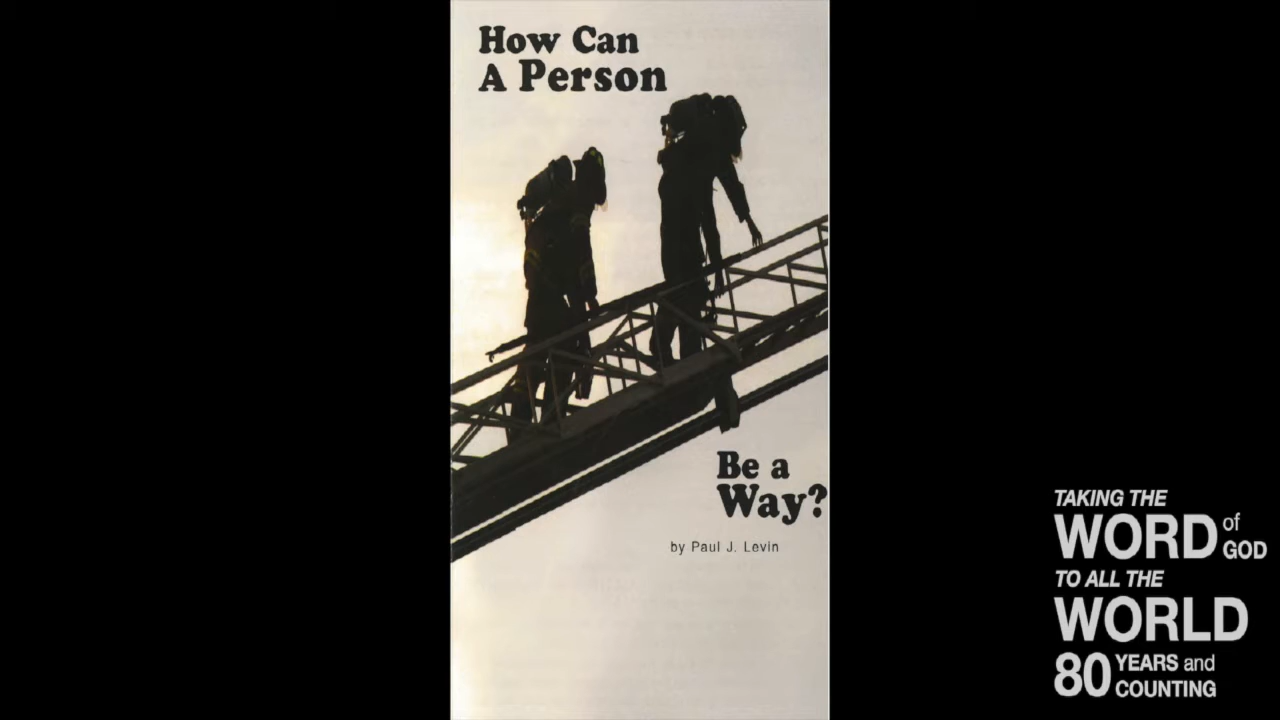 How Can
A Person
Be a
Way?
by Paul J. Levin
TAKING THE
WORD of GOD
TO ALL THE
WORLD
80 YEARS and
COUNTING